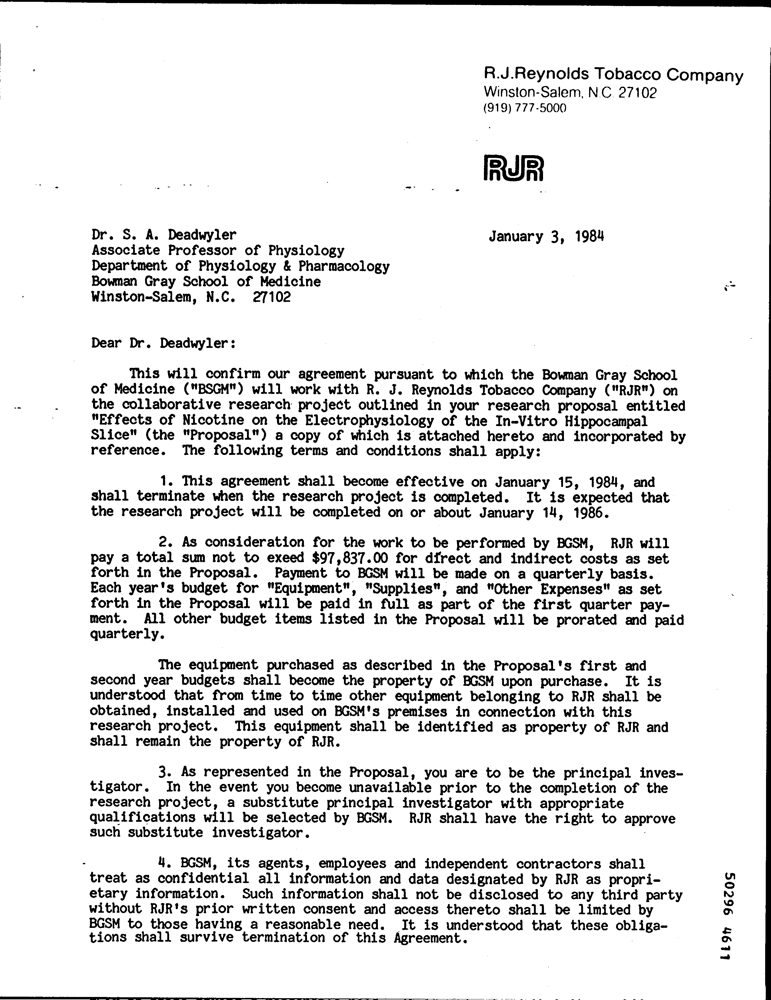 R.J.Reynolds Tobacco Company
Winston-Salem, N C 27102
(919) 777-5000
RJR
Dr. S. A. Deadwyler
January 3, 1984
Associate Professor of Physiology
Department of Physiology & Pharmacology
Bowman Gray School of Medicine
Winston-Salem, N.C. 27102
Dear Dr. Deadwyler:
This will confirm our agreement pursuant to which the Bowman Gray School
of Medicine ("BSGM") will work with R. J. Reynolds Tobacco Company ("RJR") on
the collaborative research project outlined in your research proposal entitled
"Effects of Nicotine on the Electrophysiology of the In-Vitro Hippocampal
Slice" (the "Proposal") a copy of which is attached hereto and incorporated by
reference. The following terms and conditions shall apply:
1. This agreement shall become effective on January 15, 1984, and
shall terminate when the research project is completed. It is expected that
the research project will be completed on or about January 14, 1986.
2. As consideration for the work to be performed by BGSM, RJR will
pay a total sum not to exeed $97,837.00 for direct and indirect costs as set
forth in the Proposal. Payment to BGSM will be made on a quarterly basis.
Each year's budget for "Equipment", "Supplies", and "Other Expenses" as set
forth in the Proposal will be paid in full as part of the first quarter pay-
ment. All other budget items listed in the Proposal will be prorated and paid
quarterly.
The equipment purchased as described in the Proposal's first and
second year budgets shall become the property of BGSM upon purchase. It is
understood that from time to time other equipment belonging to RJR shall be
obtained, installed and used on BGSM's premises in connection with this
research project. This equipment shall be identified as property of RJR and
shall remain the property of RJR.
3. As represented in the Proposal, you are to be the principal inves-
tigator. In the event you become unavailable prior to the completion of the
research project, a substitute principal investigator with appropriate
qualifications will be selected by BGSM. RJR shall have the right to approve
such substitute investigator.
4. BGSM, its agents, employees and independent contractors shall
treat as confidential all information and data designated by RJR as propri-
etary information. Such information shall not be disclosed to any third party
without RJR's prior written consent and access thereto shall be limited by
BGSM to those having a reasonable need. It is understood that these obliga-
tions shall survive termination of this Agreement.
50296 4611